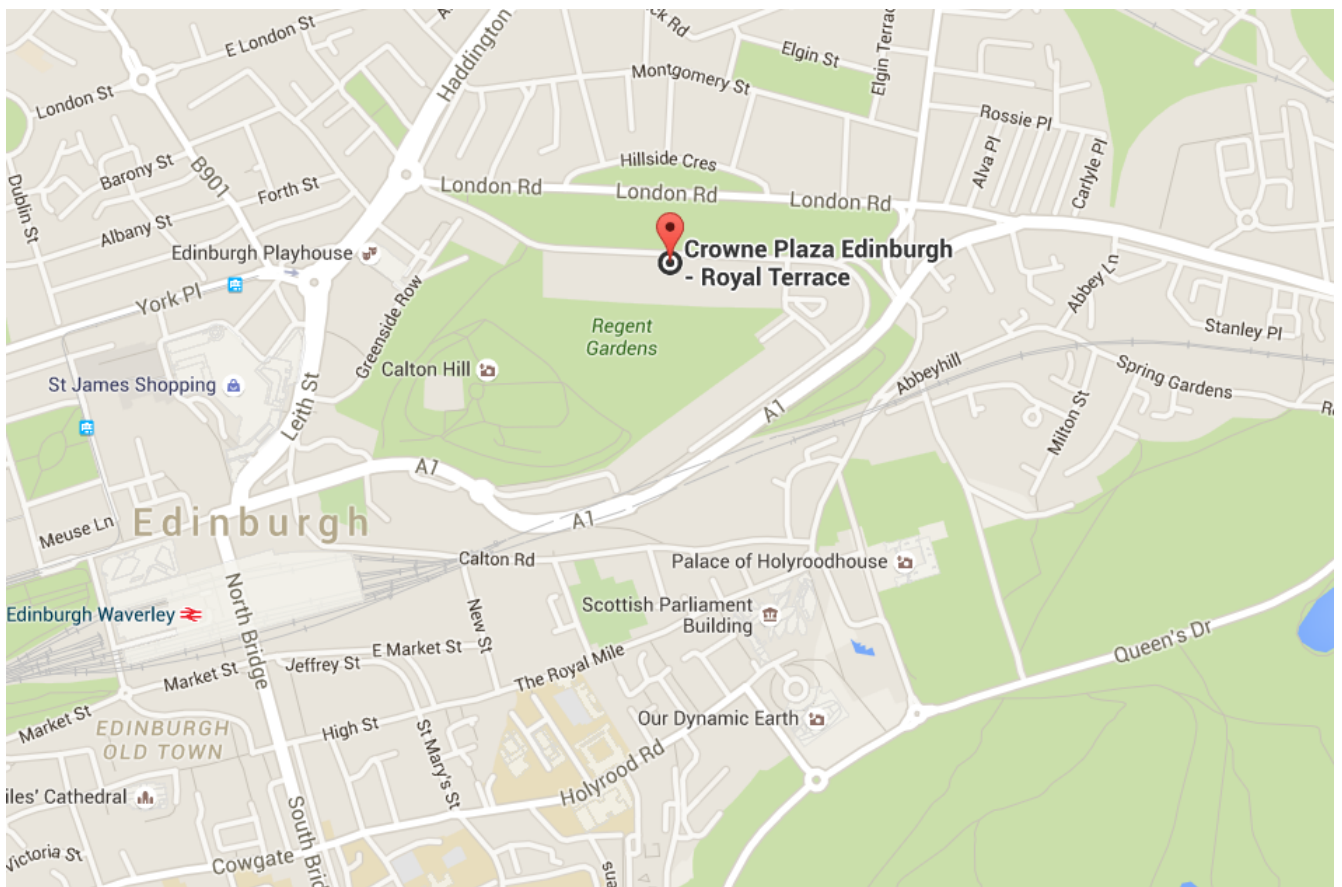 E London St
Haddington
ck Rd
Elgin St
Elgin Terrac
Montgomery St
London St
Rossie Pl
Barony St
B901
Hillside Cres
Alva Pl
Carlyle Pl
Dublin St
Forth St
London Rd
London Rd
London Rd
Albany St
Edinburgh Playhouse
Crowne Plaza Edinburgh
- Royal Terrace
York Pl
Abbey Ln
Greenside Row
Regent
Gardens
Stanley Pl
Calton Hill
St James Shopping
Abbeyhill
Spring Gardens
Leith St
A1
Milton St
A1
Edinburgh
A1
Meuse Ln
Calton Rd
Palace of Holyroodhouse
Edinburgh Waverley
North Bridge
New St
Scottish Parliament
Building
Queen's Dr
E Market St
Jeffrey St
Market St
The Royal Mile
Market St
EDINBURGH
OLD TOWN
High St
St Mary's St
Our Dynamic Earth
Holyrood Rd
iles' Cathedral
South Brid
Victoria St
Cowgate
ans